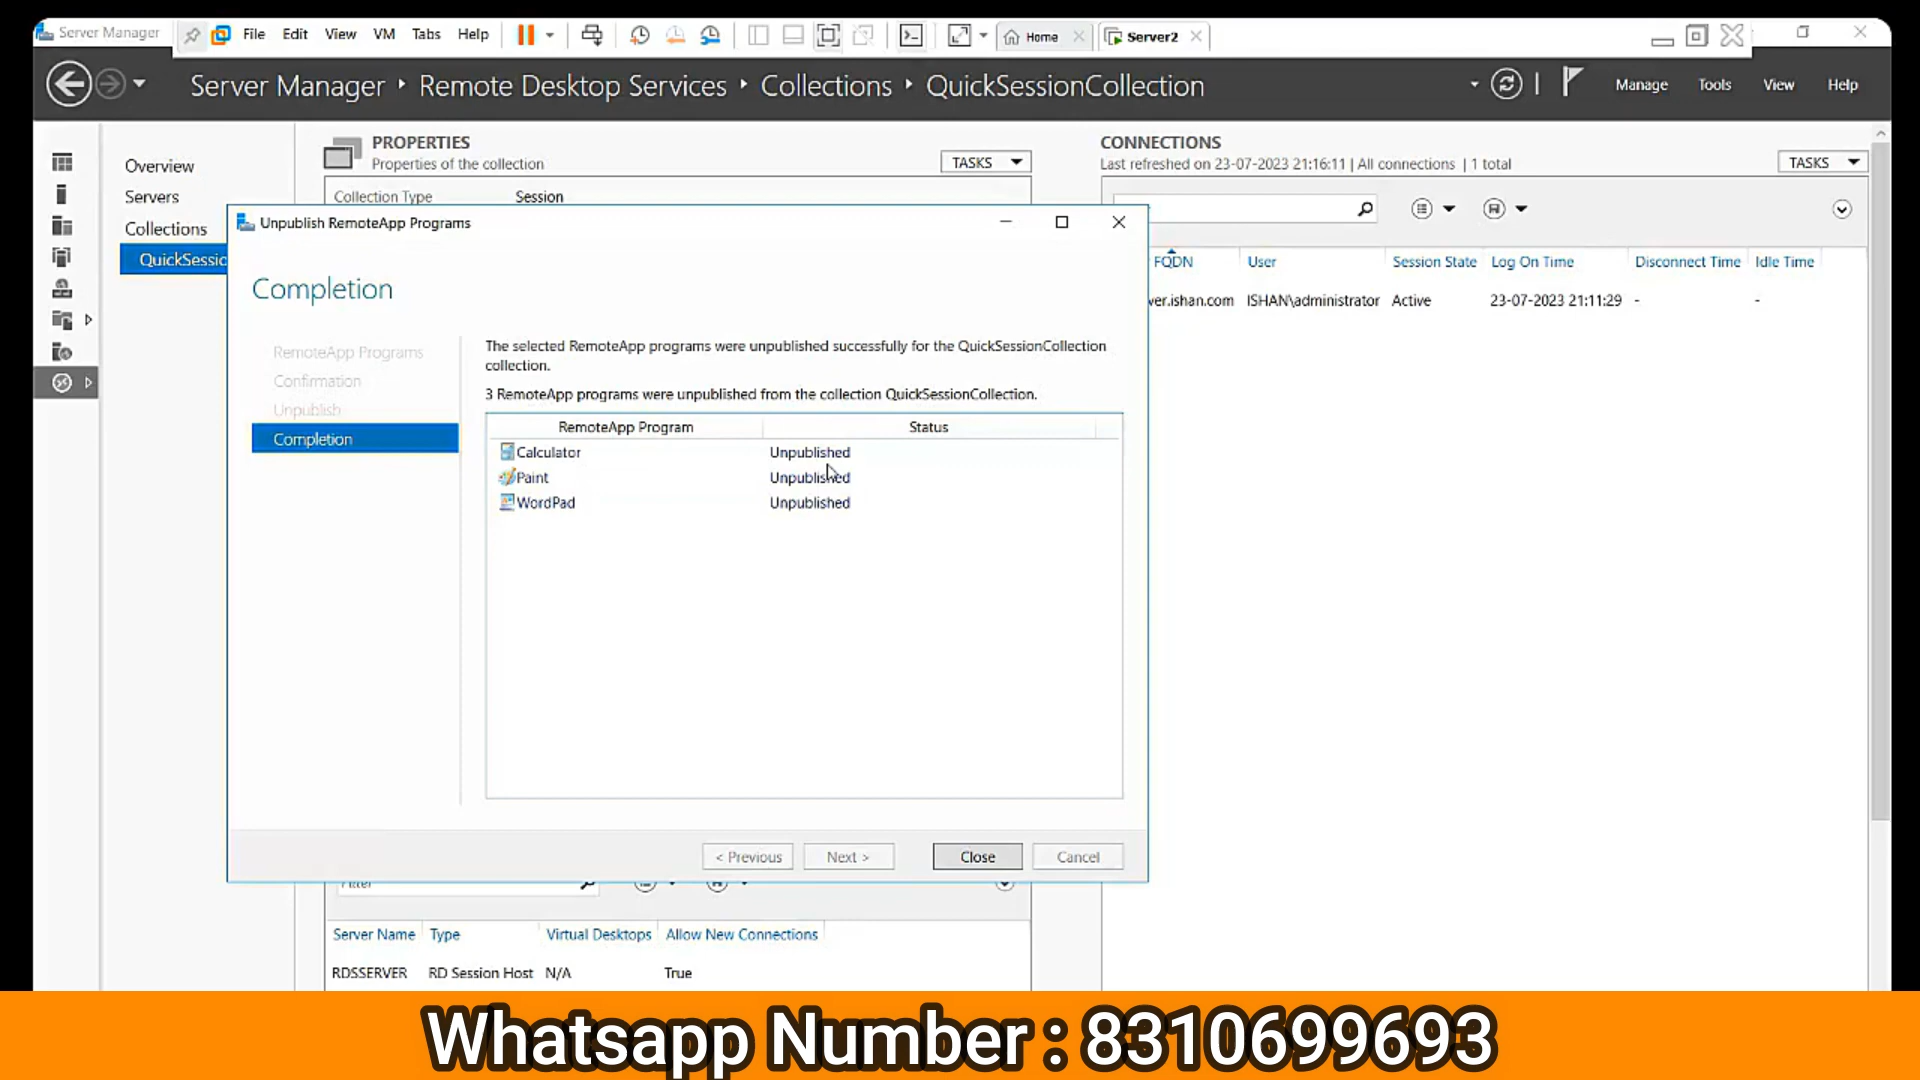 Server Manager
File Edit View VM Tabs Help
Home
Server2
Server Manager Remote Desktop Services Collections QuickSessionCollection
Manage Tools View Help
Overview
Servers
Collections
QuickSessio
PROPERTIES
Properties of the collection
TASKS
Collection Type Session
CONNECTIONS
Last refreshed on 23-07-2023 21:16:11 | All connections | 1 total
TASKS
FQDN User Session State Log On Time Disconnect Time Idle Time
ver.ishan.com ISHAN\administrator Active 23-07-2023 21:11:29 - -
Unpublish RemoteApp Programs
Completion
RemoteApp Programs
Confirmation
Unpublish
Completion
The selected RemoteApp programs were unpublished successfully for the QuickSessionCollection
collection.
3 RemoteApp programs were unpublished from the collection QuickSessionCollection.
RemoteApp Program Status
Calculator Unpublished
Paint Unpublished
WordPad Unpublished
< Previous Next > Close Cancel
Filter
Server Name Type Virtual Desktops Allow New Connections
RDSSERVER RD Session Host N/A True
Whatsapp Number : 8310699693